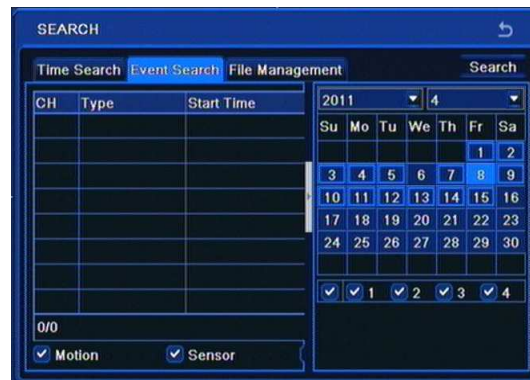 SEARCH
Time Search Event Search File Management Search
CH Type Start Time
2011 4
Su Mo Tu We Th Fr Sa
1 2
3 4 5 6 7 8 9
10 11 12 13 14 15 16
17 18 19 20 21 22 23
24 25 26 27 28 29 30
1 2 3 4
0/0
Motion Sensor